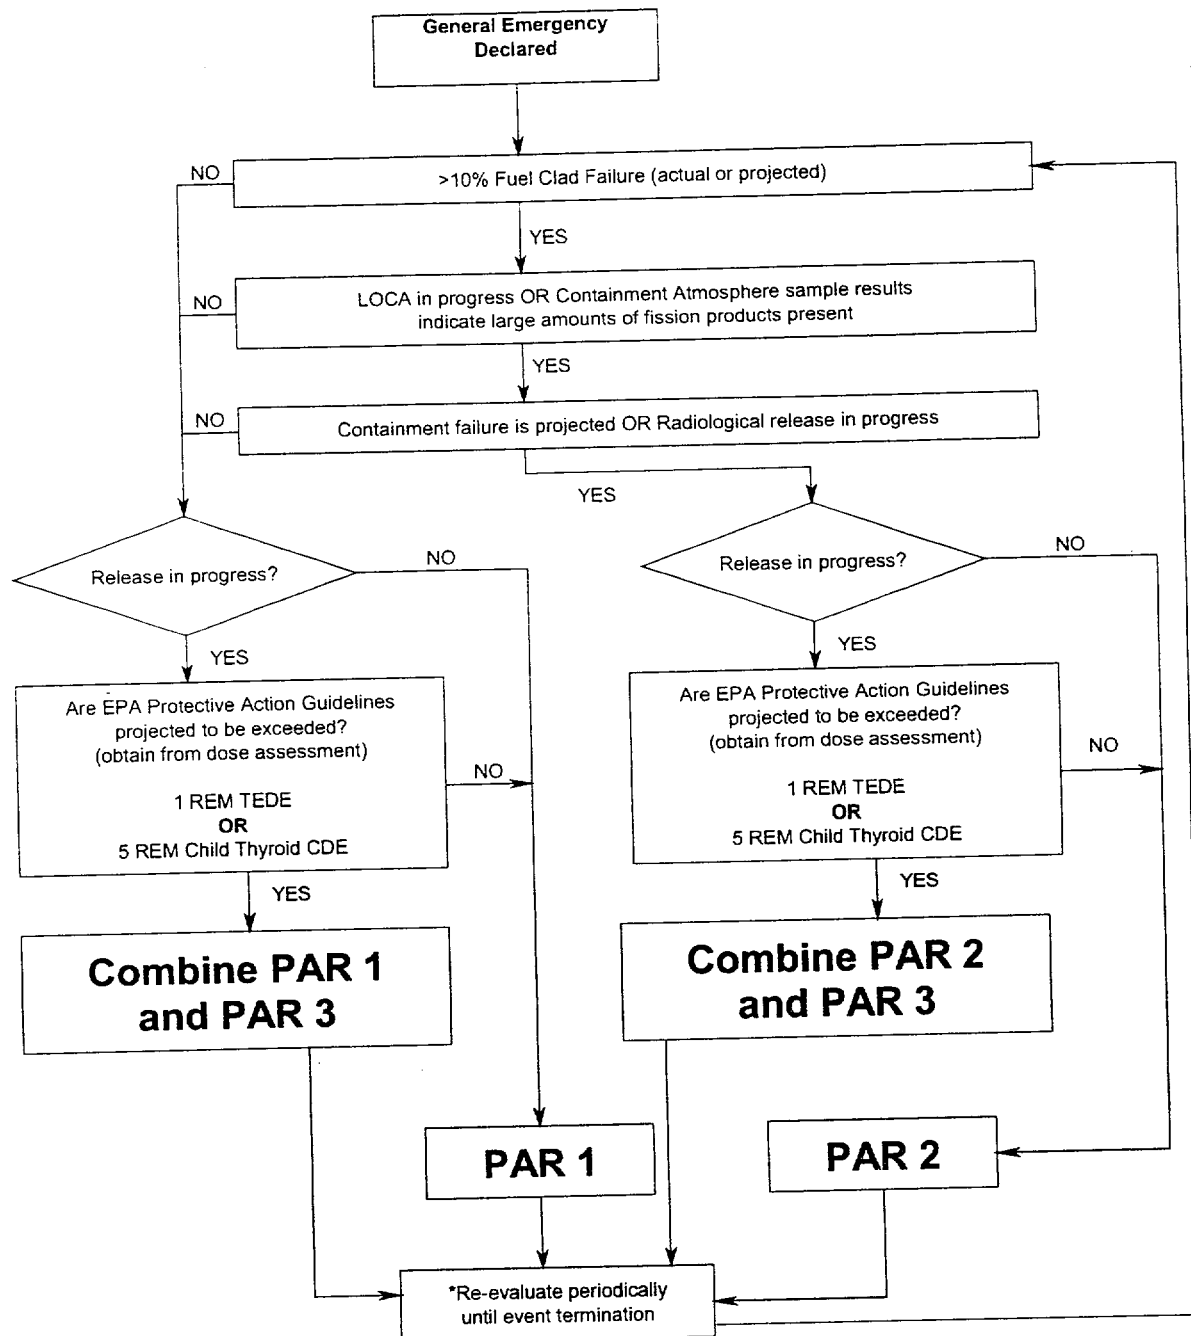 General Emergency
Declared
NO
>10% Fuel Clad Failure (actual or projected)
YES
NO
LOCA in progress OR Containment Atmosphere sample results
indicate large amounts of fission products present
YES
NO
Containment failure is projected OR Radiological release in progress
YES
Release in progress?
NO
Release in progress?
NO
YES
YES
Are EPA Protective Action Guidelines
projected to be exceeded?
(obtain from dose assessment)
1 REM TEDE
OR
5 REM Child Thyroid CDE
NO
Are EPA Protective Action Guidelines
projected to be exceeded?
(obtain from dose assessment)
1 REM TEDE
OR
5 REM Child Thyroid CDE
NO
YES
YES
Combine PAR 1
and PAR 3
Combine PAR 2
and PAR 3
PAR 1
PAR 2
*Re-evaluate periodically
until event termination